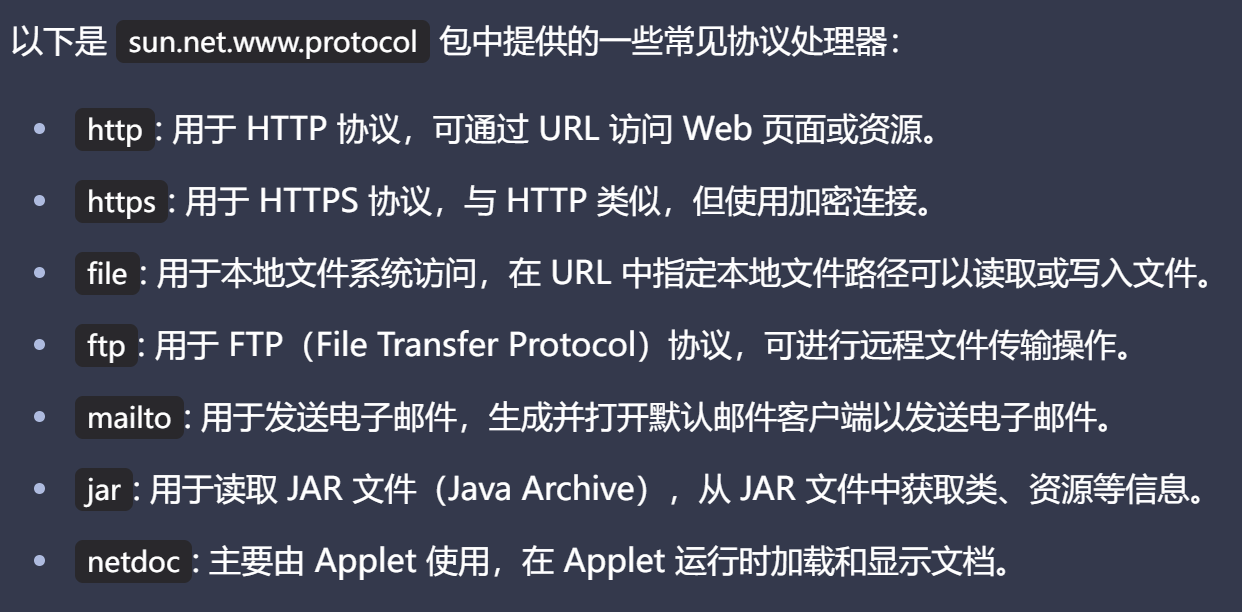 以下是 sun.net.www.protocol 包中提供的一些常见协议处理器：
• http：用于 HTTP 协议，可通过 URL 访问 Web 页面或资源。
• https：用于 HTTPS 协议，与 HTTP 类似，但使用加密连接。
• file：用于本地文件系统访问，在 URL 中指定本地文件路径可以读取或写入文件。
• ftp：用于 FTP（File Transfer Protocol）协议，可进行远程文件传输操作。
• mailto：用于发送电子邮件，生成并打开默认邮件客户端以发送电子邮件。
• jar：用于读取 JAR 文件（Java Archive），从 JAR 文件中获取类、资源等信息。
• netdoc：主要由 Applet 使用，在 Applet 运行时加载和显示文档。